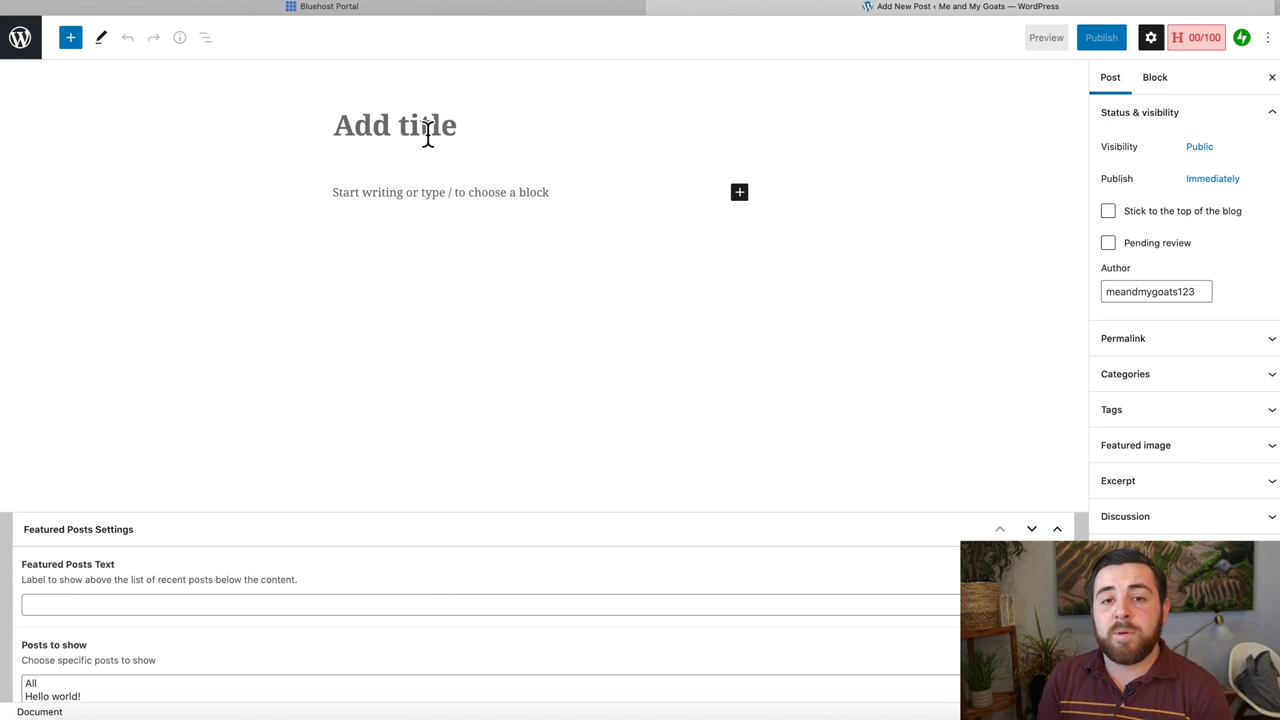 Bluehost Portal
Add New Post ‹ Me and My Goats — WordPress
Preview
Publish
H 00/100
Add title
Start writing or type / to choose a block
Post
Block
Status & visibility
Visibility
Public
Publish
Immediately
Stick to the top of the blog
Pending review
Author
meandmygoats123
Permalink
Categories
Tags
Featured image
Excerpt
Discussion
Featured Posts Settings
Featured Posts Text
Label to show above the list of recent posts below the content.
Posts to show
Choose specific posts to show
All
Hello world!
Document